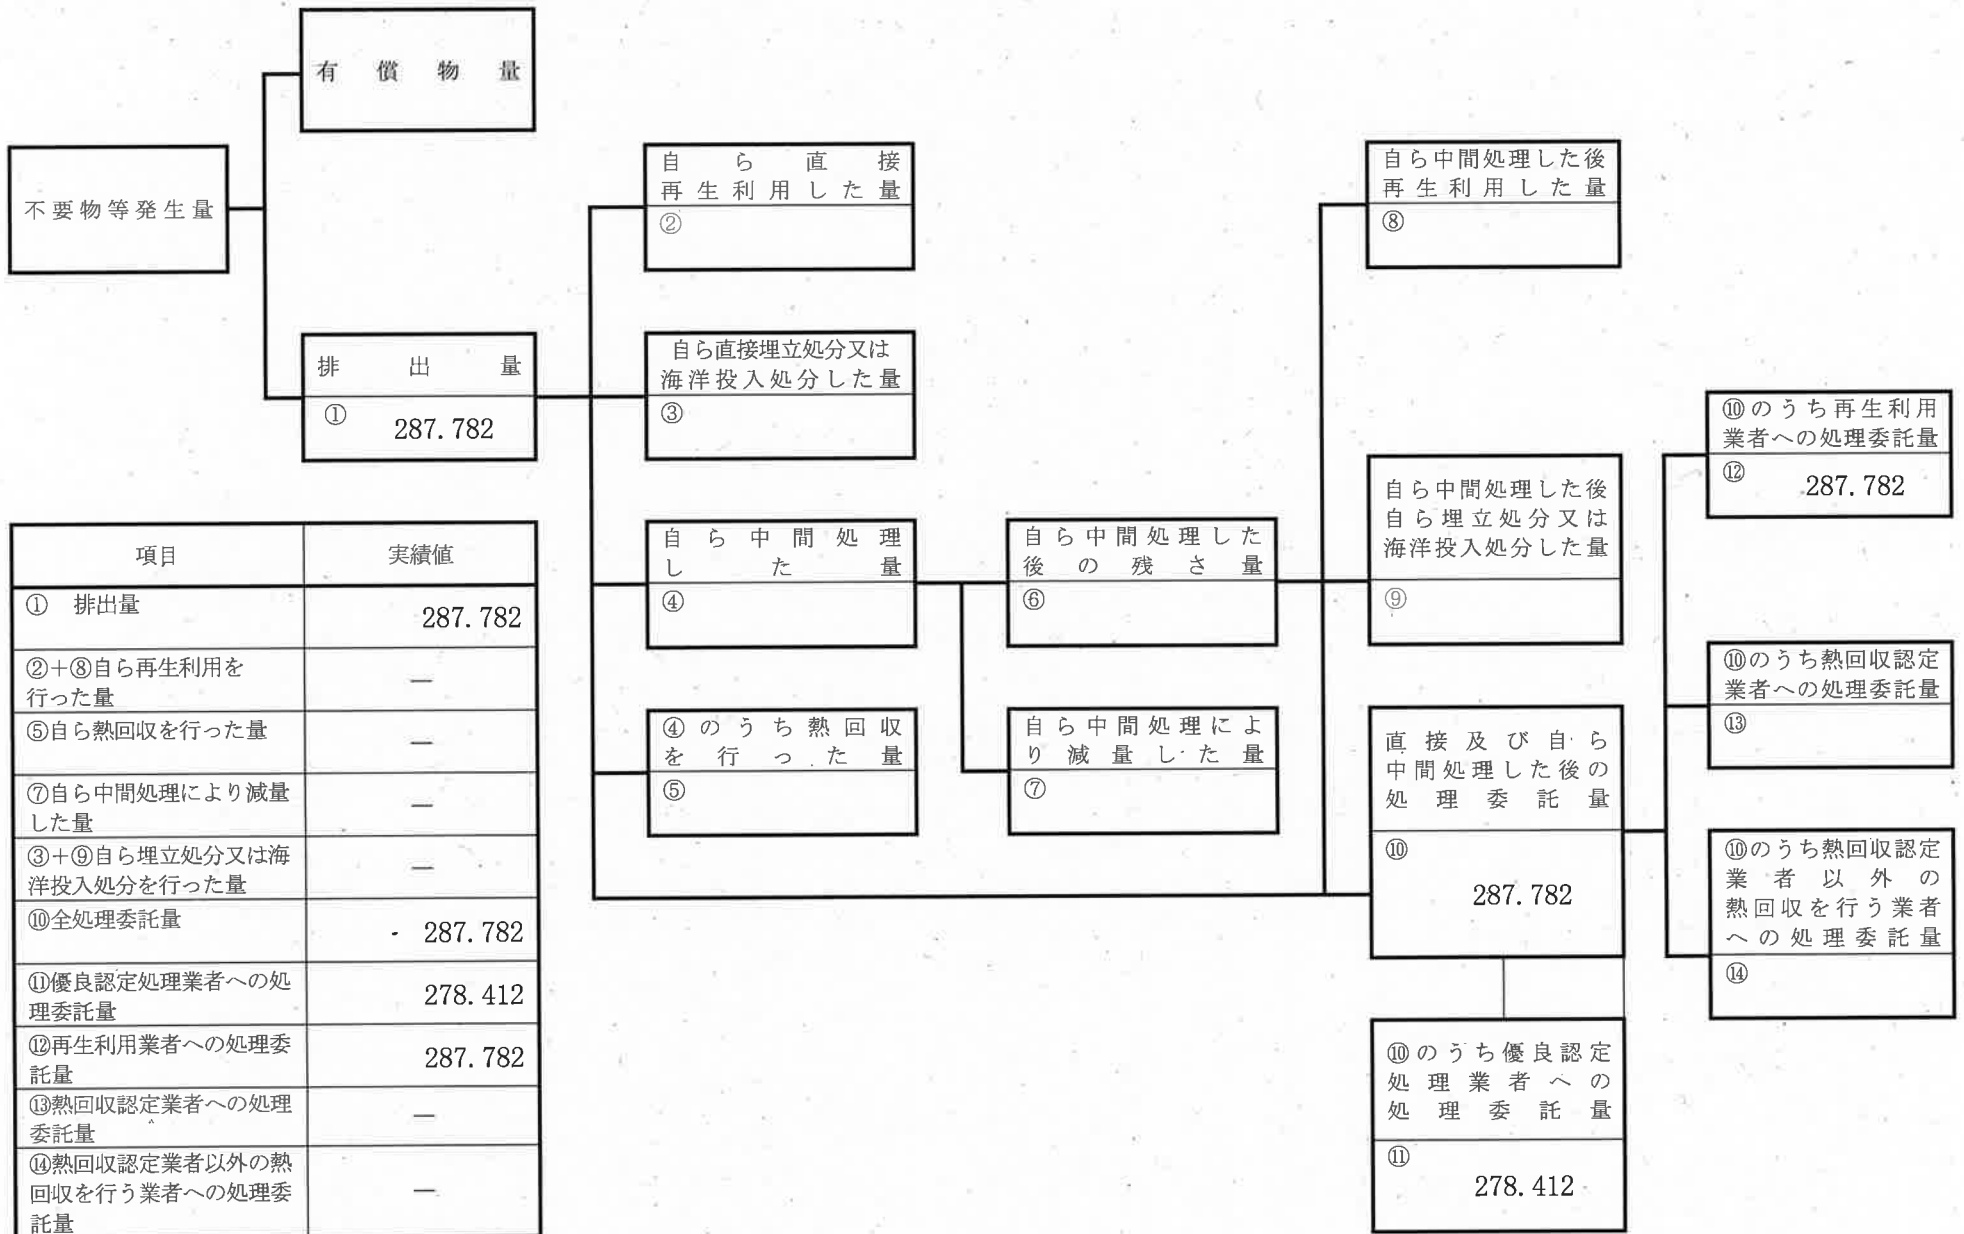 有償物量
不要物等発生量
排出量
① 287.782
自ら直接
再生利用した量
②
自ら直接埋立処分又は
海洋投入処分した量
③
自ら中間処理
した量
④
④のうち熱回収
を行った量
⑤
自ら中間処理した
後の残さ量
⑥
自ら中間処理によ
り減量した量
⑦
自ら中間処理した後
再生利用した量
⑧
自ら中間処理した後
自ら埋立処分又は
海洋投入処分した量
⑨
直接及び自ら
中間処理した後の
処理委託量
⑩
287.782
⑩のうち優良認定
処理業者への
処理委託量
⑪
278.412
⑩のうち再生利用
業者への処理委託量
⑫ 287.782
⑩のうち熱回収認定
業者への処理委託量
⑬
⑩のうち熱回収認定
業者以外の
熱回収を行う業者
への処理委託量
⑭
項目 実績値
① 排出量 287.782
②+⑧自ら再生利用を
行った量 —
⑤自ら熱回収を行った量 —
⑦自ら中間処理により減量
した量 —
③+⑨自ら埋立処分又は海
洋投入処分を行った量 —
⑩全処理委託量 287.782
⑪優良認定処理業者への処
理委託量 278.412
⑫再生利用業者への処理委
託量 287.782
⑬熱回収認定業者への処理
委託量 —
⑭熱回収認定業者以外の熱
回収を行う業者への処理委
託量 —